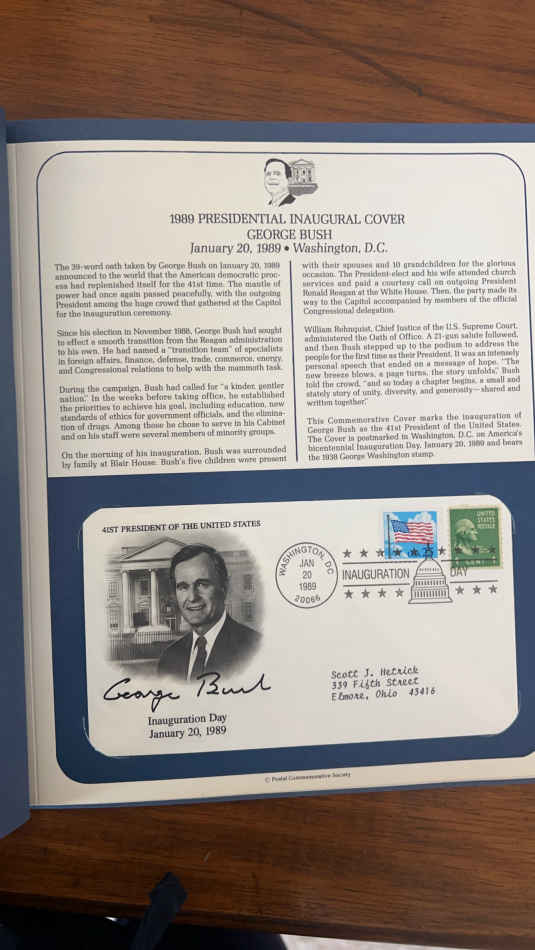 1989 PRESIDENTIAL INAUGURAL COVER
GEORGE BUSH
January 20, 1989 • Washington, D.C.
The 39-word oath taken by George Bush on January 20, 1989
announced to the world that the American democratic proc-
ess had replenished itself for the 41st time. The mantle of
power had once again passed peacefully, with the outgoing
President among the huge crowd that gathered at the Capitol
for the inauguration ceremony.
Since his election in November 1988, George Bush had sought
to effect a smooth transition from the Reagan administration
to his own. He had named a "transition team" of specialists
in foreign affairs, finance, defense, trade, commerce, energy,
and Congressional relations to help with the mammoth task.
During the campaign, Bush had called for "a kinder, gentler
nation." In the weeks before taking office, he established
the priorities to achieve his goal, including education, new
standards of ethics for government officials, and the elimina-
tion of drugs. Among those he chose to serve in his Cabinet
and on his staff were several members of minority groups.
On the morning of his inauguration, Bush was surrounded
by family at Blair House. Bush's five children were present
with their spouses and 10 grandchildren for the glorious
occasion. The President-elect and his wife attended church
services and paid a courtesy call on outgoing President
Ronald Reagan at the White House. Then, the party made its
way to the Capitol accompanied by members of the official
Congressional delegation.
William Rehnquist, Chief Justice of the U.S. Supreme Court,
administered the Oath of Office. A 21-gun salute followed,
and then Bush stepped up to the podium to address the
people for the first time as their President. It was an intensely
personal speech that ended on a message of hope. "The
new breeze blows, a page turns, the story unfolds," Bush
told the crowd, "and so today a chapter begins, a small and
stately story of unity, diversity, and generosity—shared and
written together."
This Commemorative Cover marks the inauguration of
George Bush as the 41st President of the United States.
The Cover is postmarked in Washington, D.C. on America's
bicentennial Inauguration Day, January 20, 1989 and bears
the 1938 George Washington stamp.
41ST PRESIDENT OF THE UNITED STATES
WASHINGTON, DC
JAN
20
1989
20066
INAUGURATION DAY
25
UNITED
STATES
POSTAGE
George Bush
Inauguration Day
January 20, 1989
Scott J. Hetrick
339 Fifth Street
Elmore, Ohio 43416
© Postal Commemorative Society